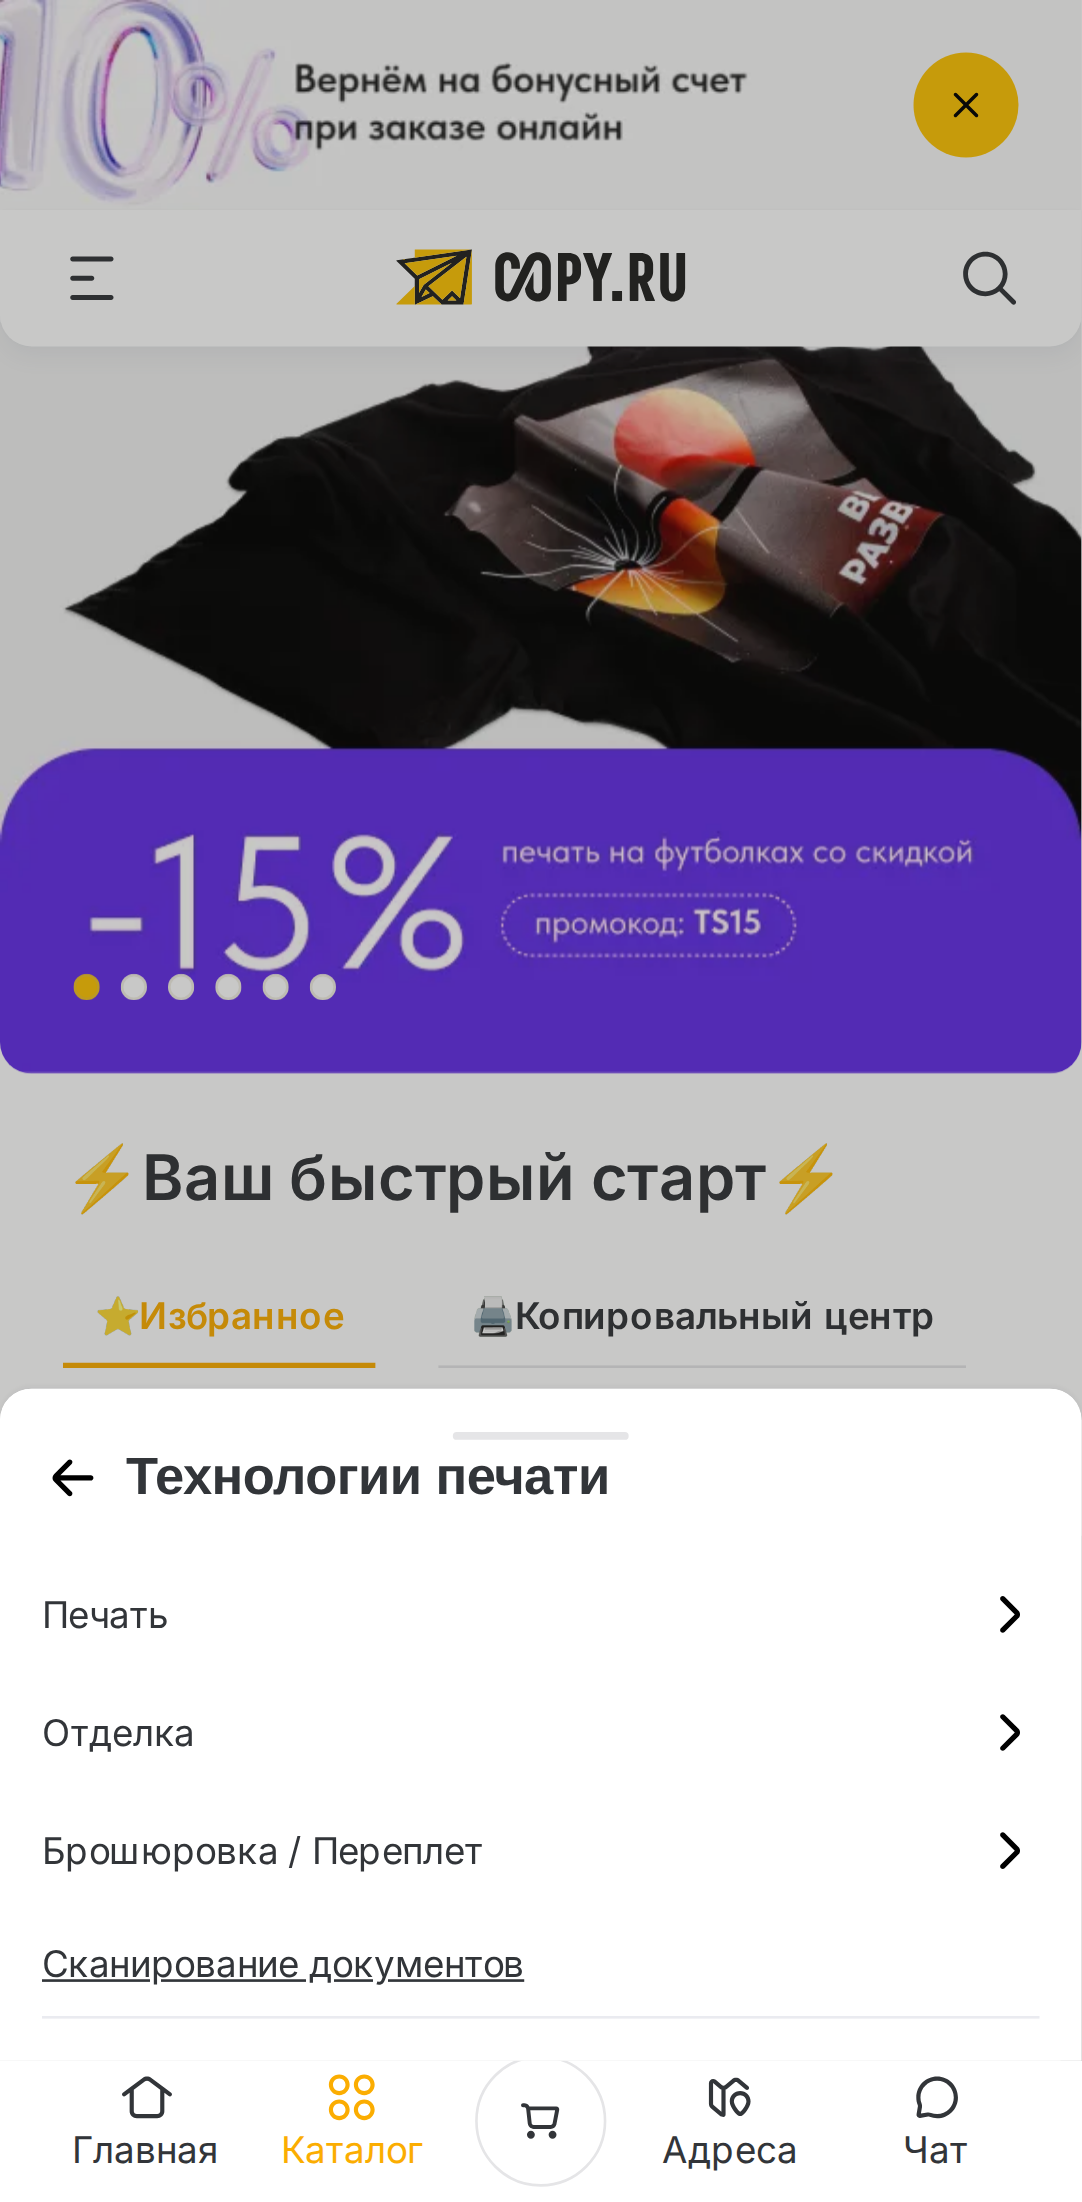 10%
Вернём на бонусный счет
при заказе онлайн
COPY.RU
РАЗВ
-15%
печать на футболках со скидкой
промокод: TS15
⚡Ваш быстрый старт⚡
⭐Избранное
🖨️Копировальный центр
Технологии печати
Печать
Отделка
Брошюровка / Переплет
Сканирование документов
Главная
Каталог
Адреса
Чат